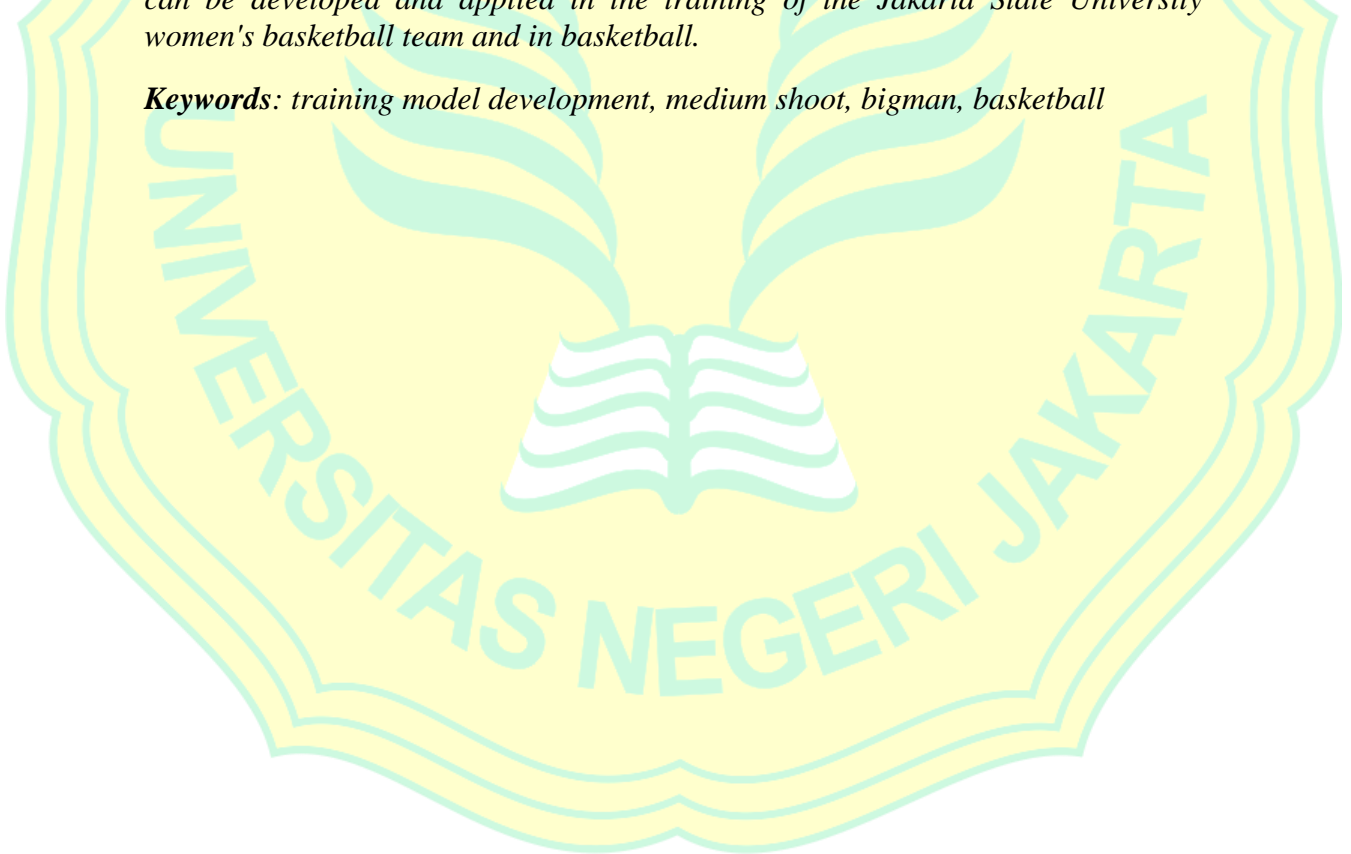 can be developed and applied in the training of the Jakarta State University
women's basketball team and in basketball.
Keywords: training model development, medium shoot, bigman, basketball
UNIVERSITAS NEGERI JAKARTA